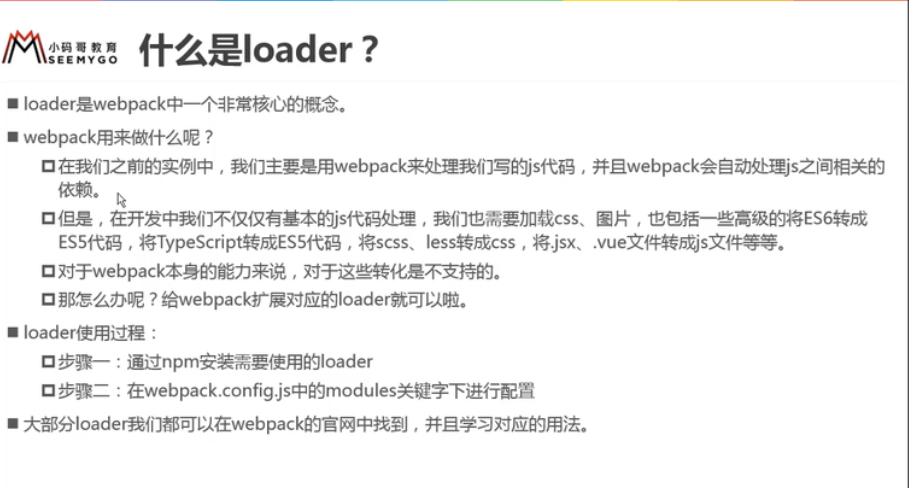 小码哥教育
SEEMYGO
什么是loader？
loader是webpack中一个非常核心的概念。
webpack用来做什么呢？
在我们之前的实例中，我们主要是用webpack来处理我们写的js代码，并且webpack会自动处理js之间相关的
依赖。
但是，在开发中我们不仅仅有基本的js代码处理，我们也需要加载css、图片，也包括一些高级的将ES6转成
ES5代码，将TypeScript转成ES5代码，将scss、less转成css，将.jsx、.vue文件转成js文件等等。
对于webpack本身的能力来说，对于这些转化是不支持的。
那怎么办呢？给webpack扩展对应的loader就可以啦。
loader使用过程：
步骤一：通过npm安装需要使用的loader
步骤二：在webpack.config.js中的modules关键字下进行配置
大部分loader我们都可以在webpack的官网中找到，并且学习对应的用法。